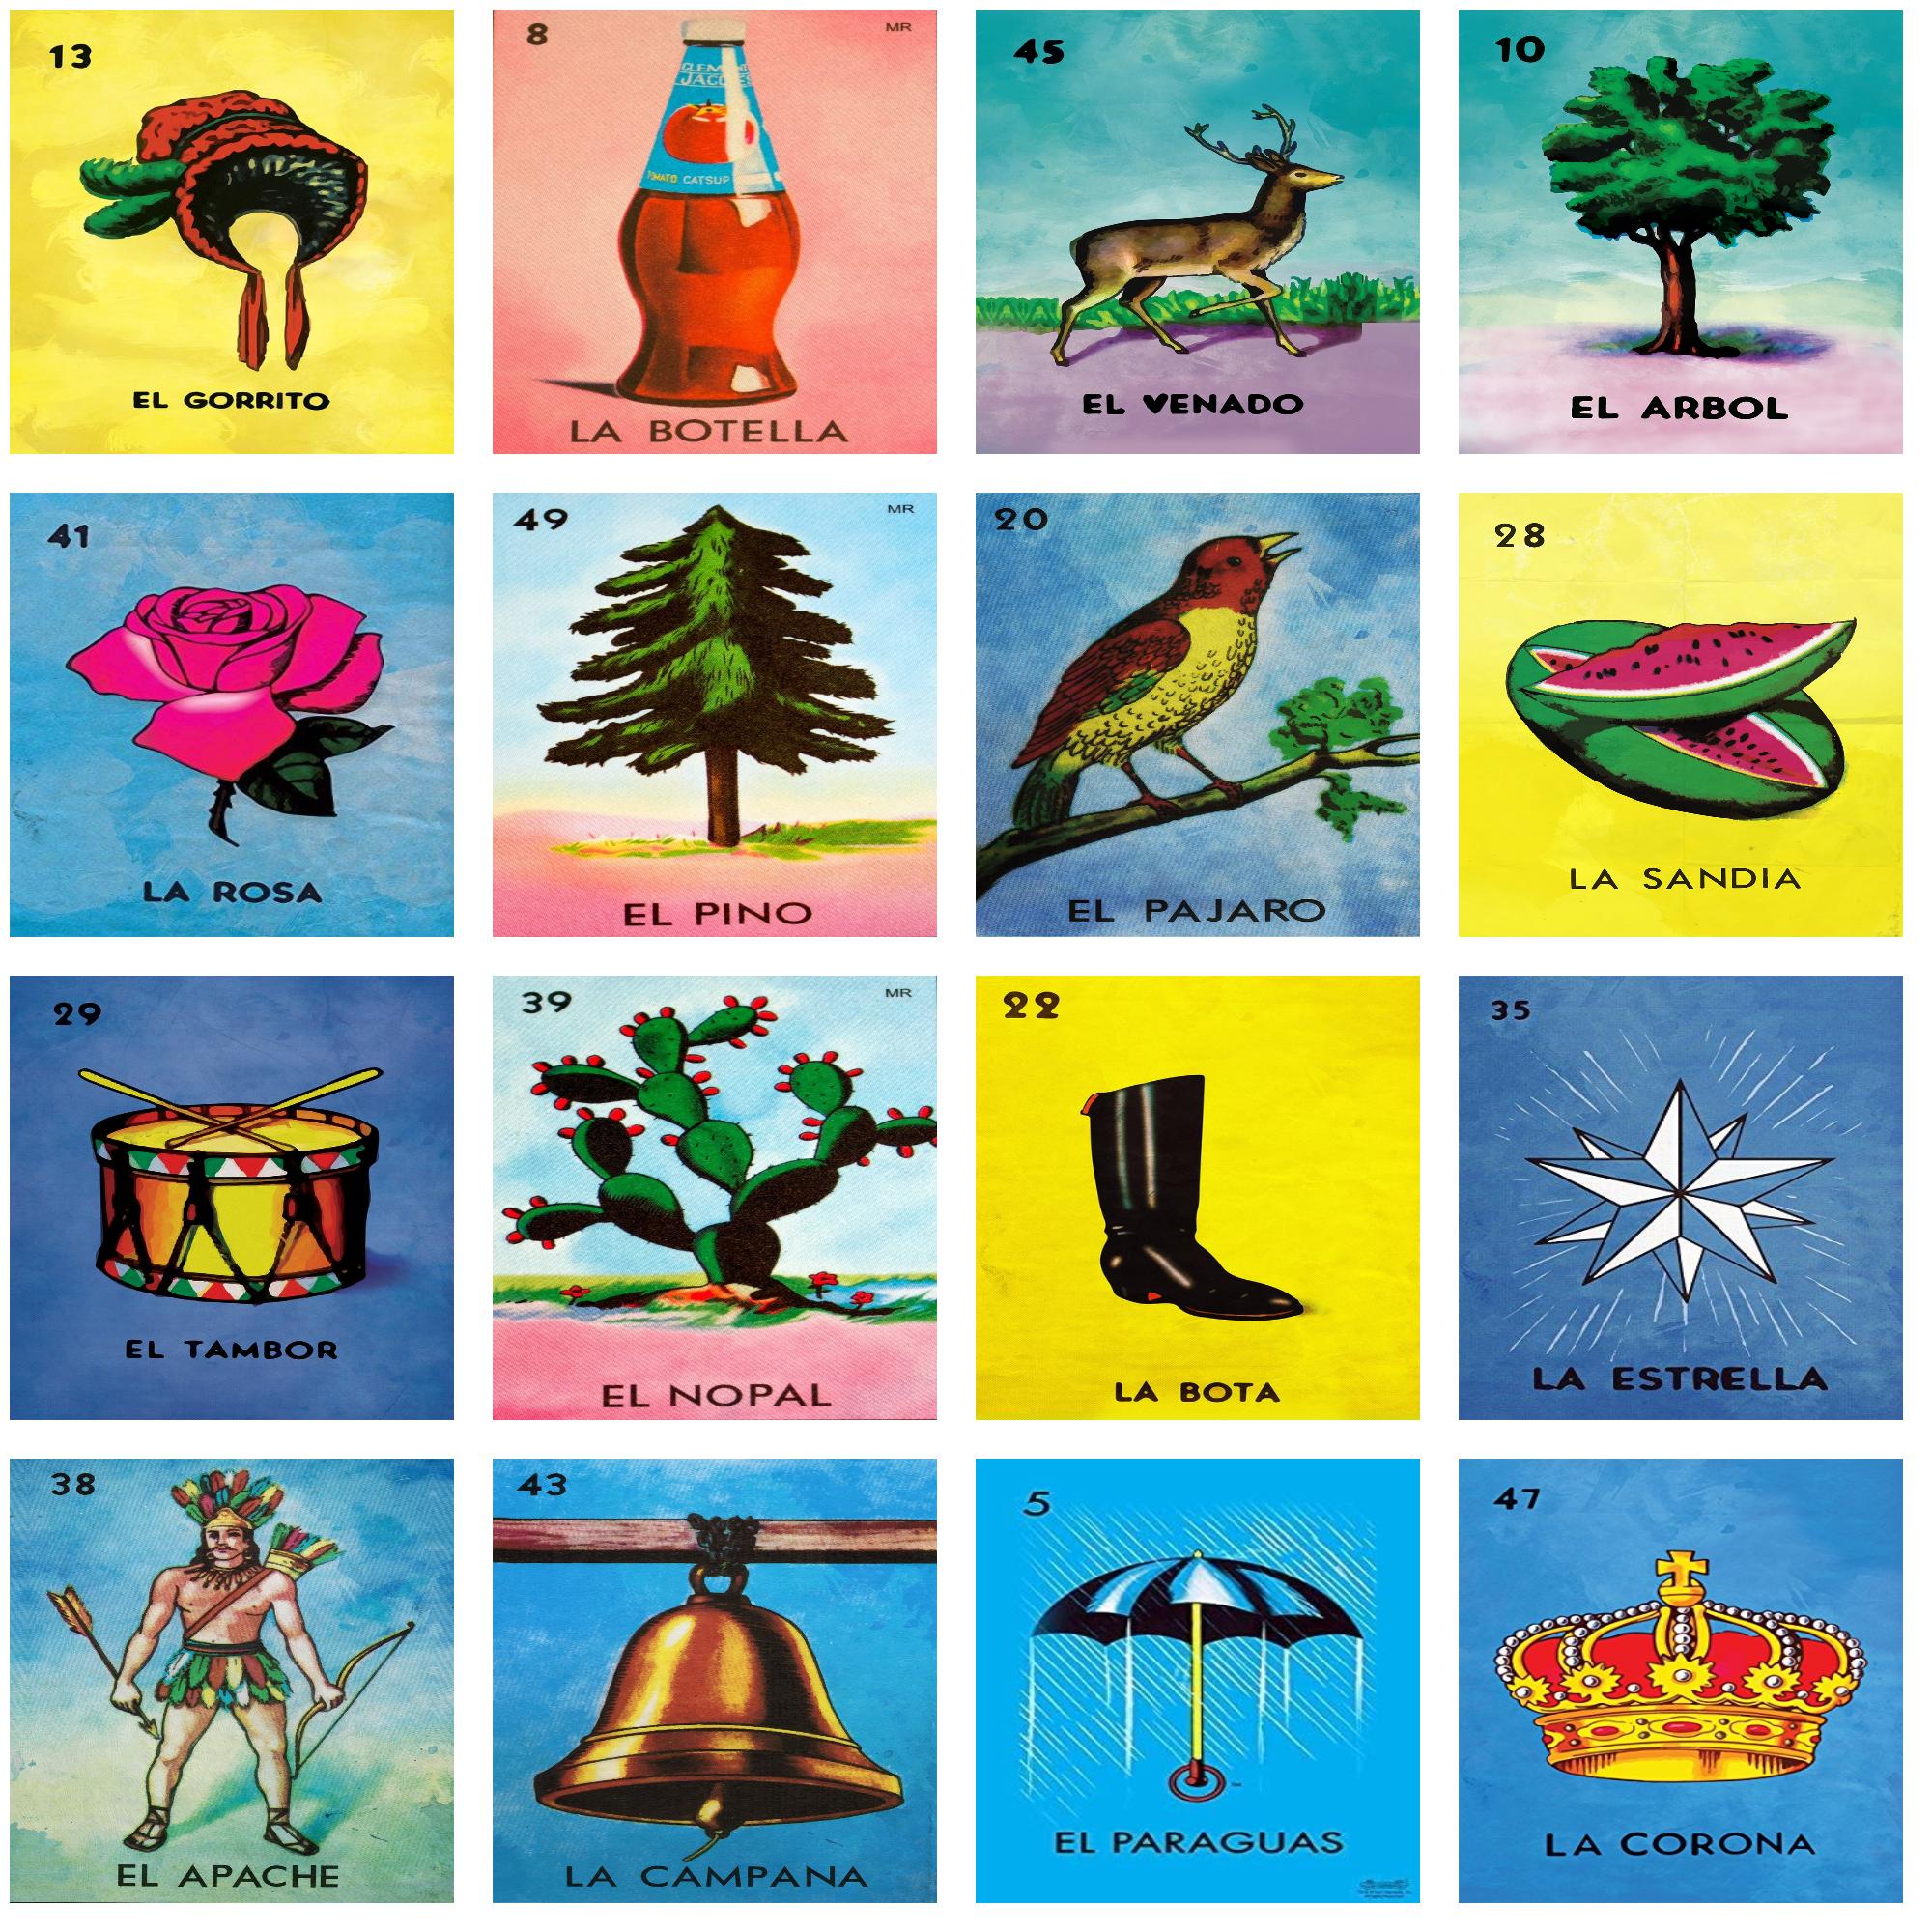 13
EL GORRITO
8
MR
CLEMENT
JACQUES
TOMATO CATSUP
LA BOTELLA
45
EL VENADO
10
EL ARBOL
41
LA ROSA
49
MR
EL PINO
20
EL PAJARO
28
LA SANDIA
29
EL TAMBOR
39
MR
EL NOPAL
22
LA BOTA
35
LA ESTRELLA
38
EL APACHE
43
LA CAMPANA
5
EL PARAGUAS
47
LA CORONA